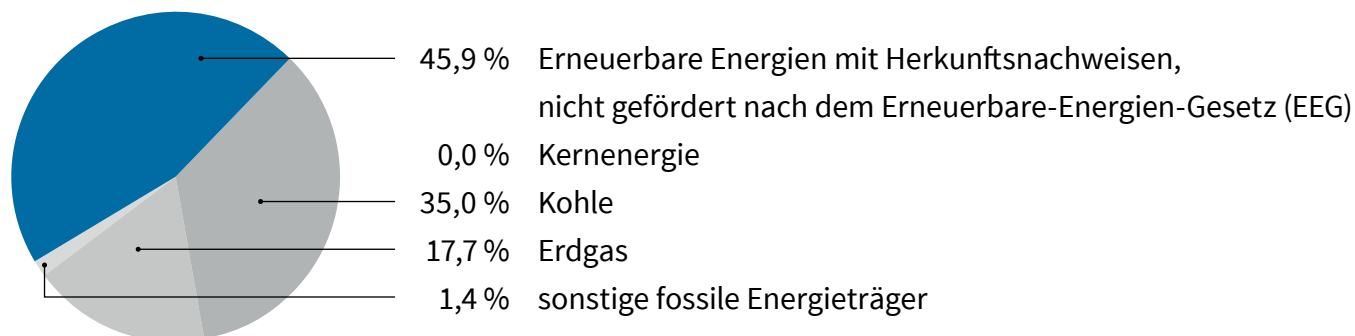 45,9 % Erneuerbare Energien mit Herkunftsnachweisen,
nicht gefördert nach dem Erneuerbare-Energien-Gesetz (EEG)
0,0 % Kernenergie
35,0 % Kohle
17,7 % Erdgas
1,4 % sonstige fossile Energieträger